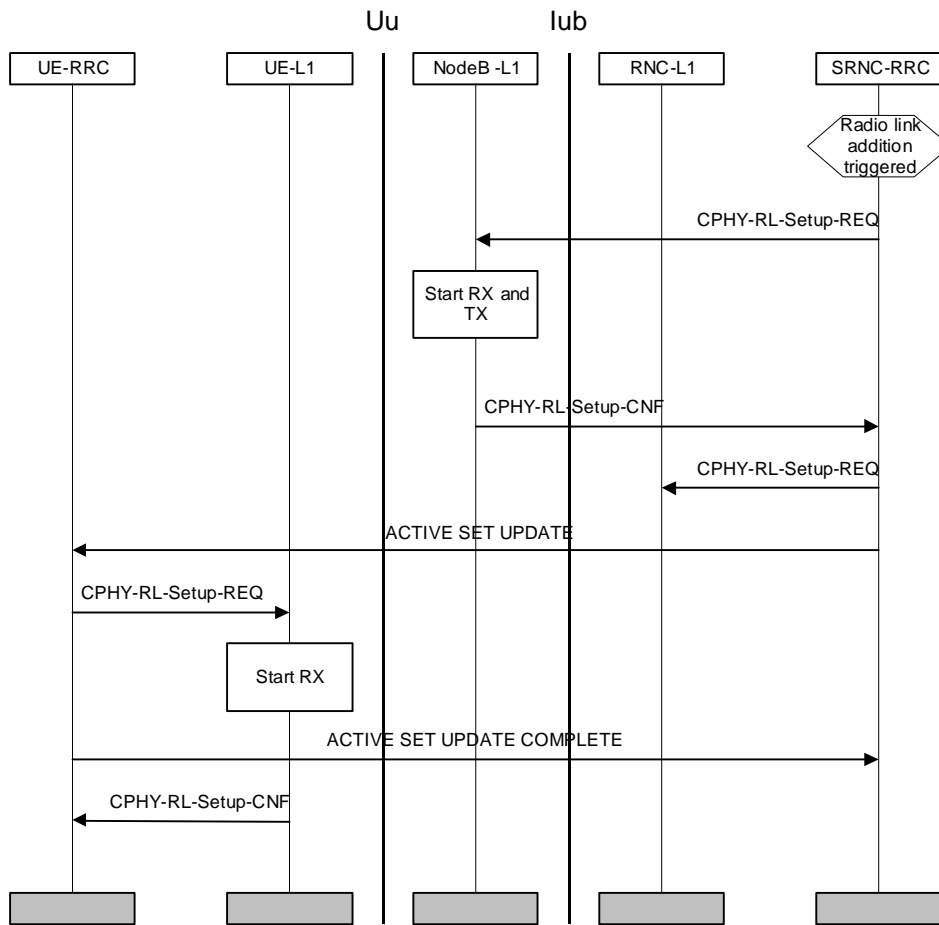 Uu
Iub
UE-RRC
UE-L1
NodeB -L1
RNC-L1
SRNC-RRC
Radio link
addition
triggered
CPHY-RL-Setup-REQ
Start RX and
TX
CPHY-RL-Setup-CNF
CPHY-RL-Setup-REQ
ACTIVE SET UPDATE
CPHY-RL-Setup-REQ
Start RX
ACTIVE SET UPDATE COMPLETE
CPHY-RL-Setup-CNF